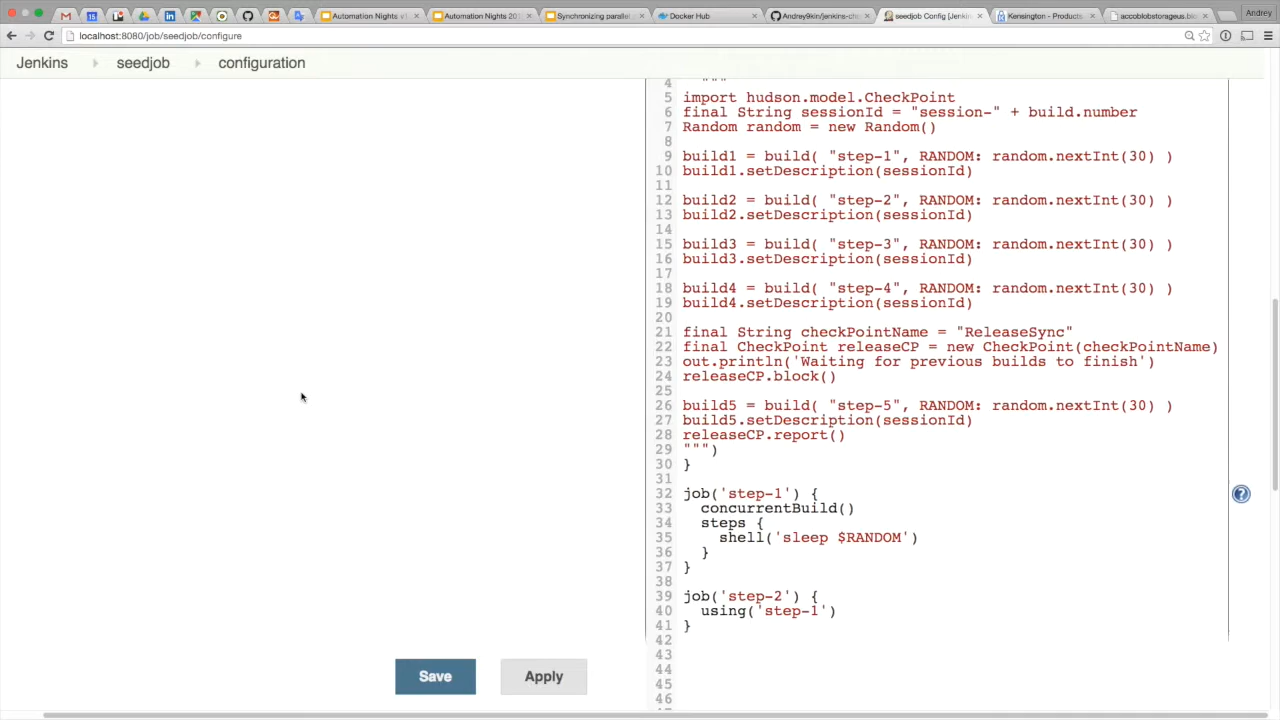 Automation Nights v
Automation Nights 201
Synchronizing parallel
Docker Hub
Andrey9kin/jenkins-ch
seedjob Config [Jenki
Kensington - Products
accoblobstorageus.blo
Andrey
localhost:8080/job/seedjob/configure
Jenkins
seedjob
configuration
4 """
5 import hudson.model.CheckPoint
6 final String sessionId = "session-" + build.number
7 Random random = new Random()
8
9 build1 = build( "step-1", RANDOM: random.nextInt(30) )
10 build1.setDescription(sessionId)
11
12 build2 = build( "step-2", RANDOM: random.nextInt(30) )
13 build2.setDescription(sessionId)
14
15 build3 = build( "step-3", RANDOM: random.nextInt(30) )
16 build3.setDescription(sessionId)
17
18 build4 = build( "step-4", RANDOM: random.nextInt(30) )
19 build4.setDescription(sessionId)
20
21 final String checkPointName = "ReleaseSync"
22 final CheckPoint releaseCP = new CheckPoint(checkPointName)
23 out.println('Waiting for previous builds to finish')
24 releaseCP.block()
25
26 build5 = build( "step-5", RANDOM: random.nextInt(30) )
27 build5.setDescription(sessionId)
28 releaseCP.report()
29 """)
30 }
31
32 job('step-1') {
33 concurrentBuild()
34 steps {
35 shell('sleep $RANDOM')
36 }
37 }
38
39 job('step-2') {
40 using('step-1')
41 }
42
43
44
45
46
Save
Apply